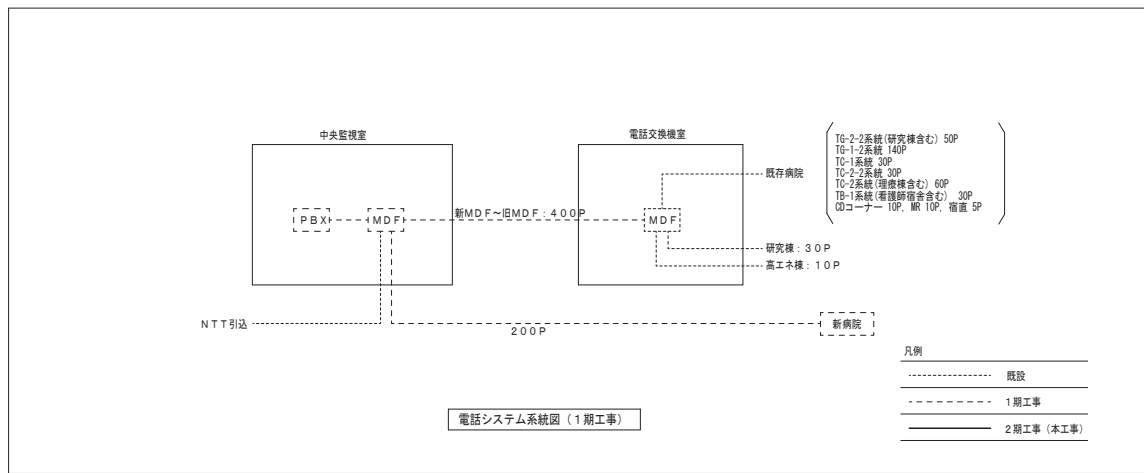 中央監視室
電話交換機室
TG-2-2系統(研究棟含む) 50P
TG-1-2系統 140P
TC-1系統 30P
TC-2-2系統 30P
TC-2系統(理療棟含む) 60P
TB-1系統(看護師宿舎含む) 30P
CDコーナー 10P, MR 10P, 宿直 5P
既存病院
ＰＢＸ
ＭＤＦ
新ＭＤＦ～旧ＭＤＦ：４００Ｐ
ＭＤＦ
研究棟：３０Ｐ
高エネ棟：１０Ｐ
ＮＴＴ引込
２００Ｐ
新病院
凡例
既設
１期工事
２期工事（本工事）
電話システム系統図（１期工事）